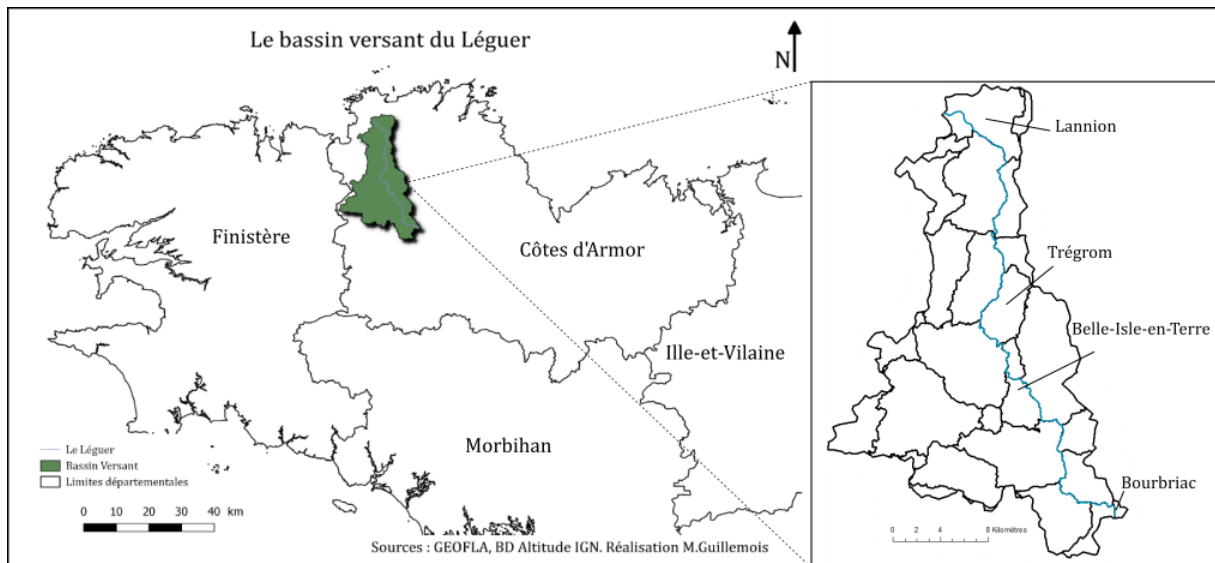 Le bassin versant du Léguer
N
Lannion
Trégrom
Finistère
Côtes d'Armor
Belle-Isle-en-Terre
Ille-et-Vilaine
Morbihan
Le Léguer
Bassin Versant
Limites départementales
0 10 20 30 40 km
Bourbriac
0 2 4 8 Kilomètres
Sources : GEOFLA, BD Altitude IGN. Réalisation M.Guillemois